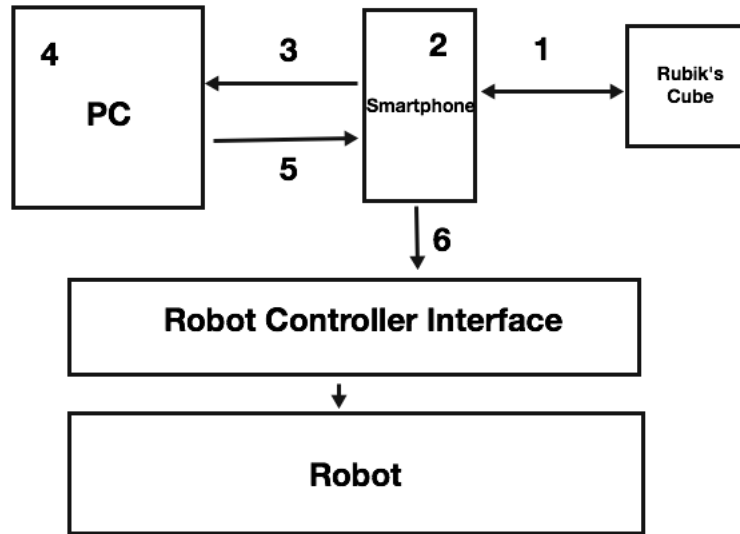 4
3
2
1
PC
Smartphone
Rubik's
Cube
5
6
Robot Controller Interface
Robot